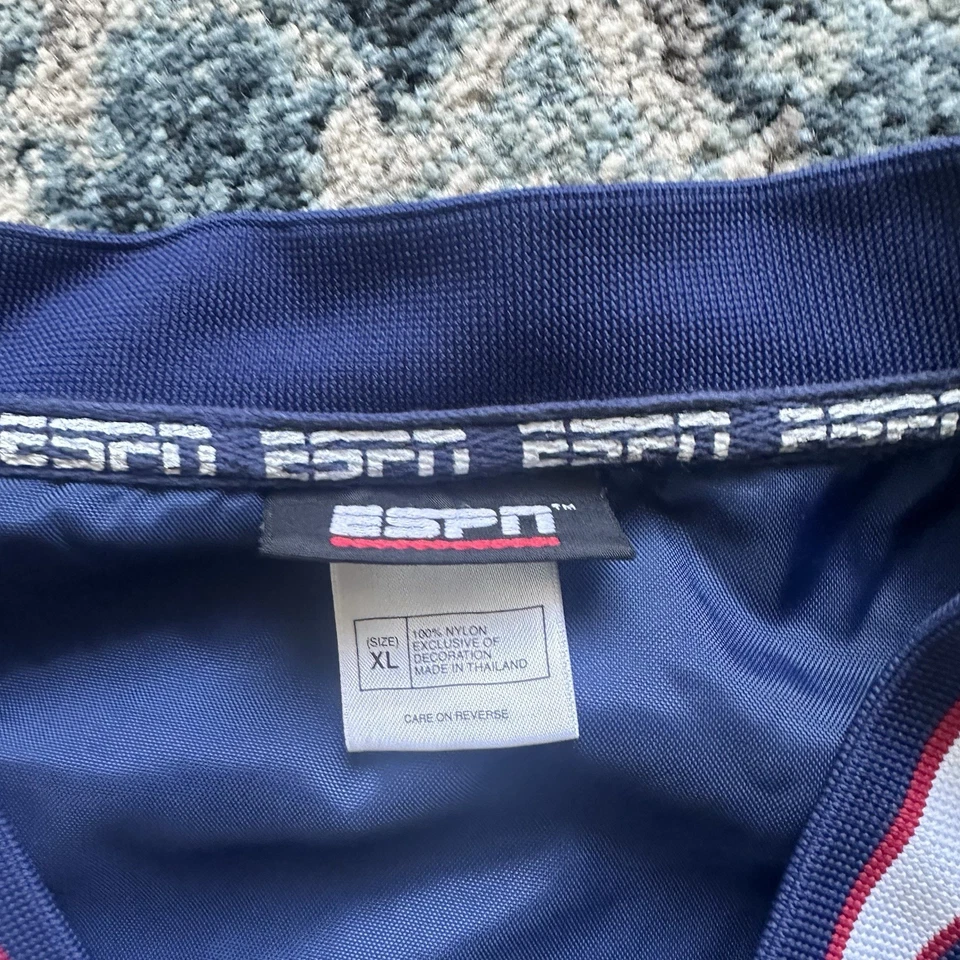 ESPN ESPN ESPN ESPN
ESPN™
(SIZE)
XL
100% NYLON
EXCLUSIVE OF
DECORATION
MADE IN THAILAND
CARE ON REVERSE